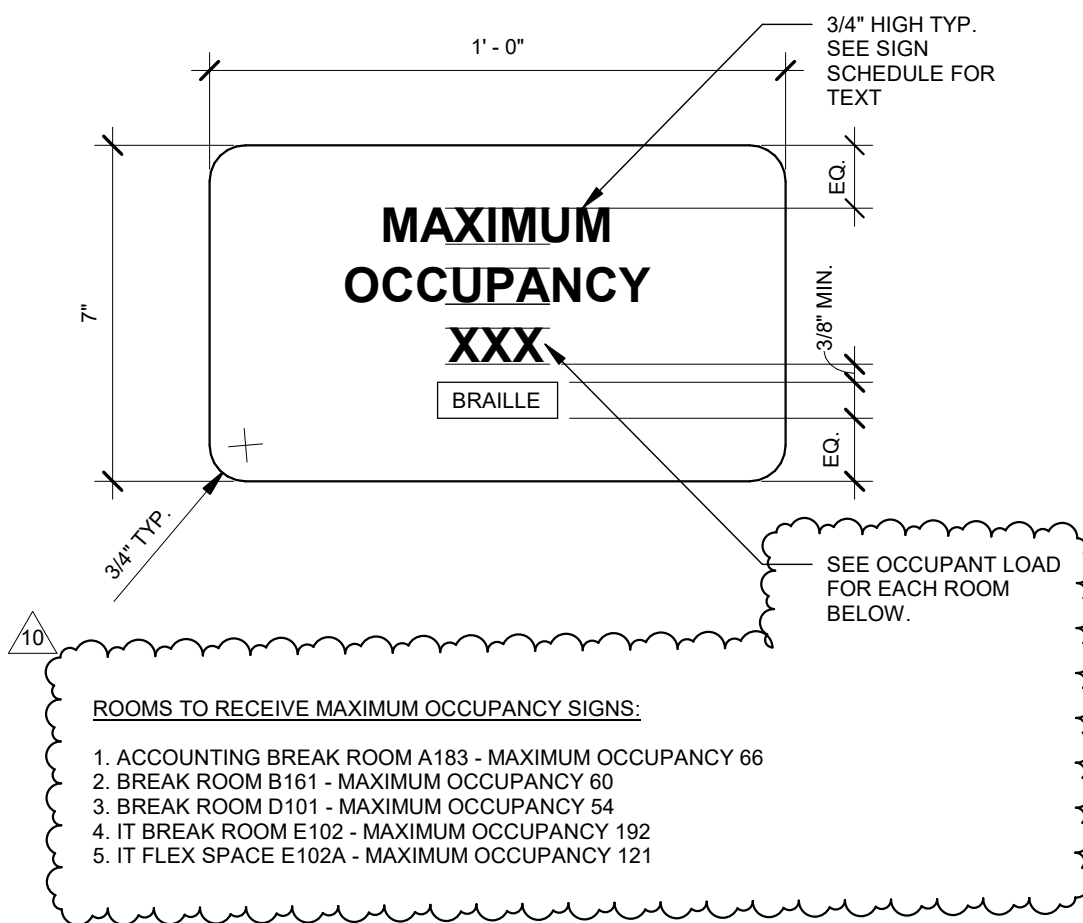 1' - 0"
3/4" HIGH TYP.
SEE SIGN
SCHEDULE FOR
TEXT
EQ.
7"
MAXIMUM
OCCUPANCY
XXX
3/8" MIN.
BRAILLE
EQ.
3/4" TYP.
SEE OCCUPANT LOAD
FOR EACH ROOM
BELOW.
10
ROOMS TO RECEIVE MAXIMUM OCCUPANCY SIGNS:
1. ACCOUNTING BREAK ROOM A183 - MAXIMUM OCCUPANCY 66
2. BREAK ROOM B161 - MAXIMUM OCCUPANCY 60
3. BREAK ROOM D101 - MAXIMUM OCCUPANCY 54
4. IT BREAK ROOM E102 - MAXIMUM OCCUPANCY 192
5. IT FLEX SPACE E102A - MAXIMUM OCCUPANCY 121